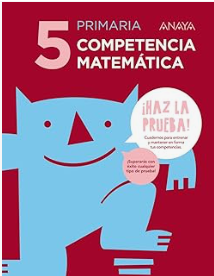 5 PRIMARIA ANAYA
COMPETENCIA
MATEMÁTICA
¡HAZ LA
PRUEBA!
Cuadernos para entrenar
y mantener en forma
tus competencias
¡Superarás con
éxito cualquier
tipo de prueba!